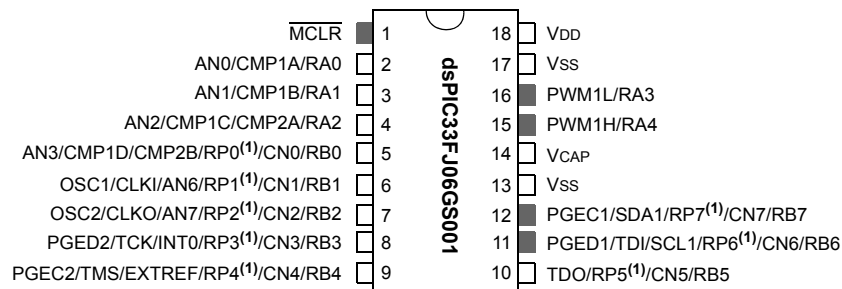 MCLR 1 18 VDD
AN0/CMP1A/RA0 2 17 VSS
AN1/CMP1B/RA1 3 16 PWM1L/RA3
AN2/CMP1C/CMP2A/RA2 4 15 PWM1H/RA4
AN3/CMP1D/CMP2B/RP0(1)/CN0/RB0 5 14 VCAP
OSC1/CLKI/AN6/RP1(1)/CN1/RB1 6 13 VSS
OSC2/CLKO/AN7/RP2(1)/CN2/RB2 7 12 PGEC1/SDA1/RP7(1)/CN7/RB7
PGED2/TCK/INT0/RP3(1)/CN3/RB3 8 11 PGED1/TDI/SCL1/RP6(1)/CN6/RB6
PGEC2/TMS/EXTREF/RP4(1)/CN4/RB4 9 10 TDO/RP5(1)/CN5/RB5
dsPIC33FJ06GS001